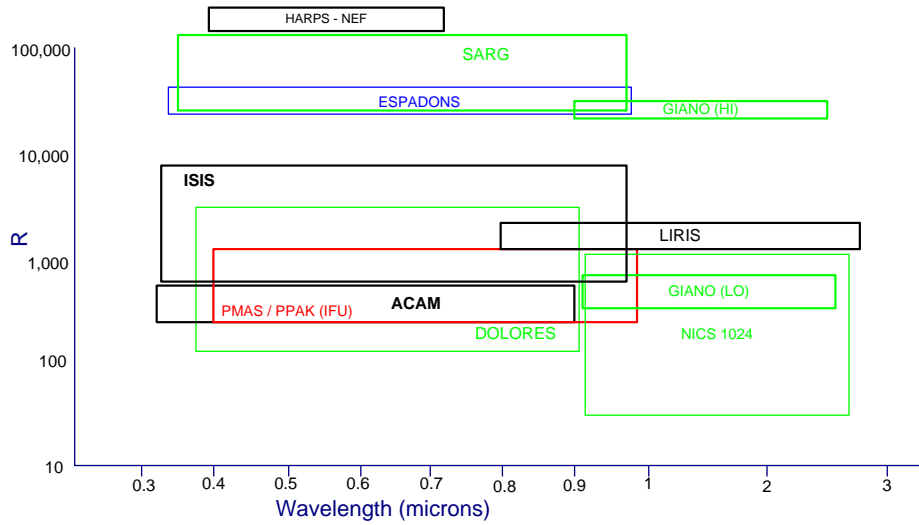 HARPS - NEF
100,000
SARG
ESPADONS
GIANO (HI)
10,000
ISIS
R
LIRIS
1,000
GIANO (LO)
ACAM
PMAS / PPAK (IFU)
DOLORES
NICS 1024
100
10
0.3 0.4 0.5 0.6 0.7 0.8 0.9 1 2 3
Wavelength (microns)